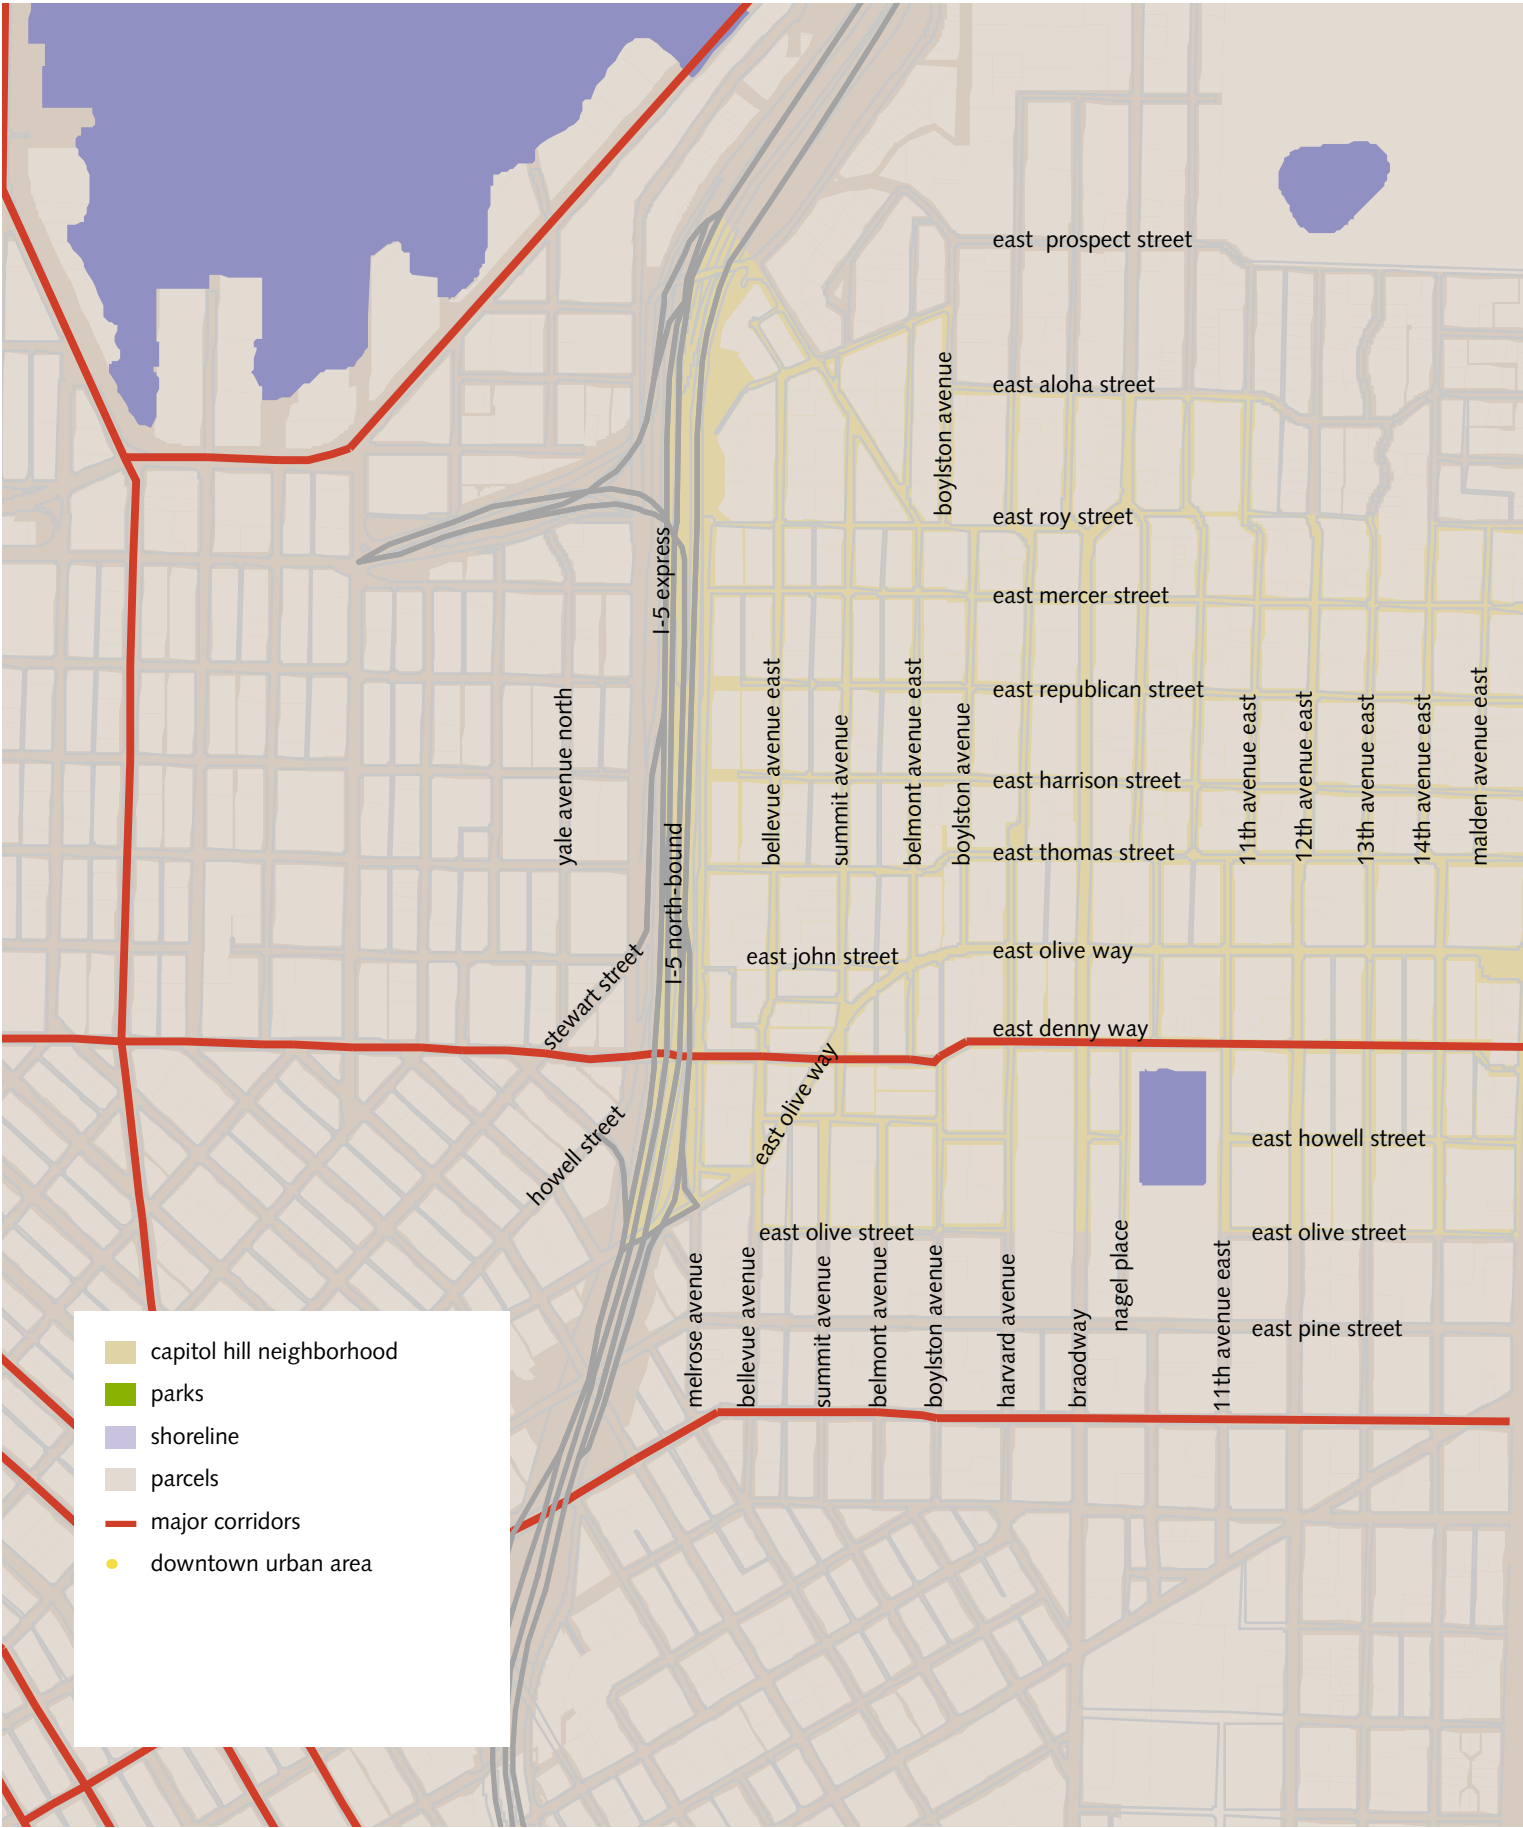 east  prospect street
east aloha street
boylston avenue
east roy street
I-5 express
east mercer street
east republican street
yale avenue north
bellevue avenue east
summit avenue
belmont avenue east
boylston avenue
11th avenue east
12th avenue east
13th avenue east
14th avenue east
malden avenue east
east harrison street
east thomas street
I-5 north-bound
stewart street
east john street
east olive way
east denny way
east olive way
howell street
east howell street
east olive street
east olive street
melrose avenue
bellevue avenue
summit avenue
belmont avenue
boylston avenue
harvard avenue
braodway
nagel place
11th avenue east
east pine street
capitol hill neighborhood
parks
shoreline
parcels
major corridors
downtown urban area